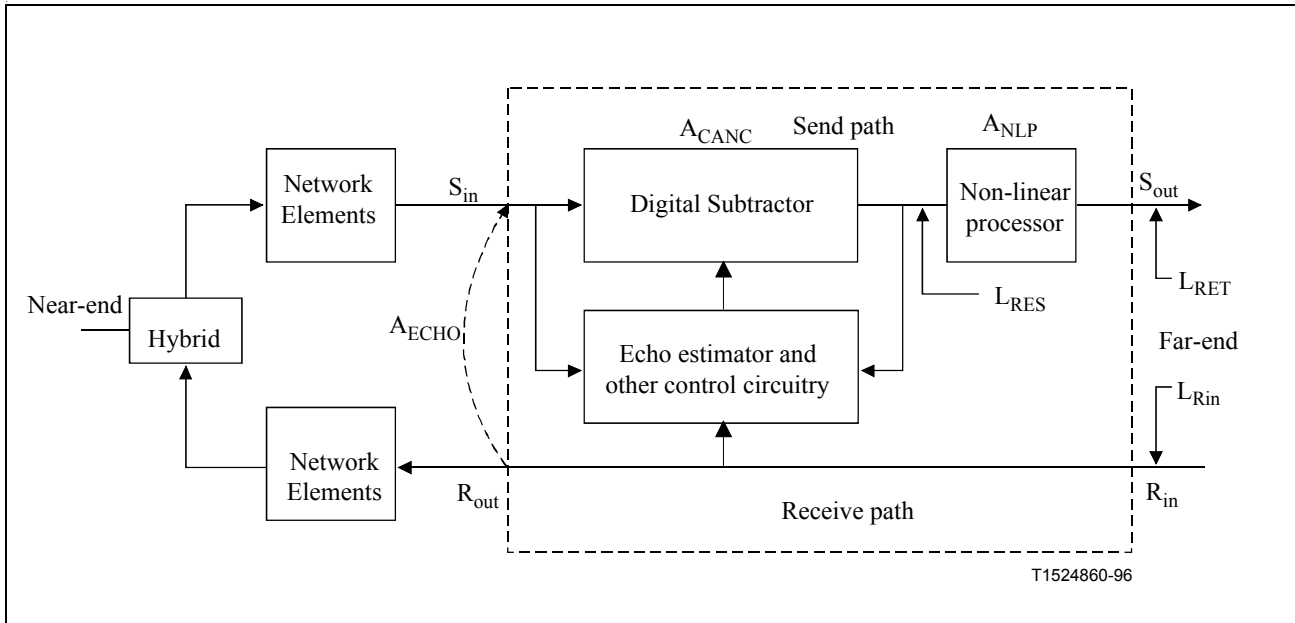 A_CANC
Send path
A_NLP
Network
Elements
S_in
Digital Subtractor
Non-linear
processor
S_out
Near-end
Hybrid
A_ECHO
L_RES
L_RET
Echo estimator and
other control circuitry
Far-end
L_Rin
Network
Elements
R_out
Receive path
R_in
T1524860-96